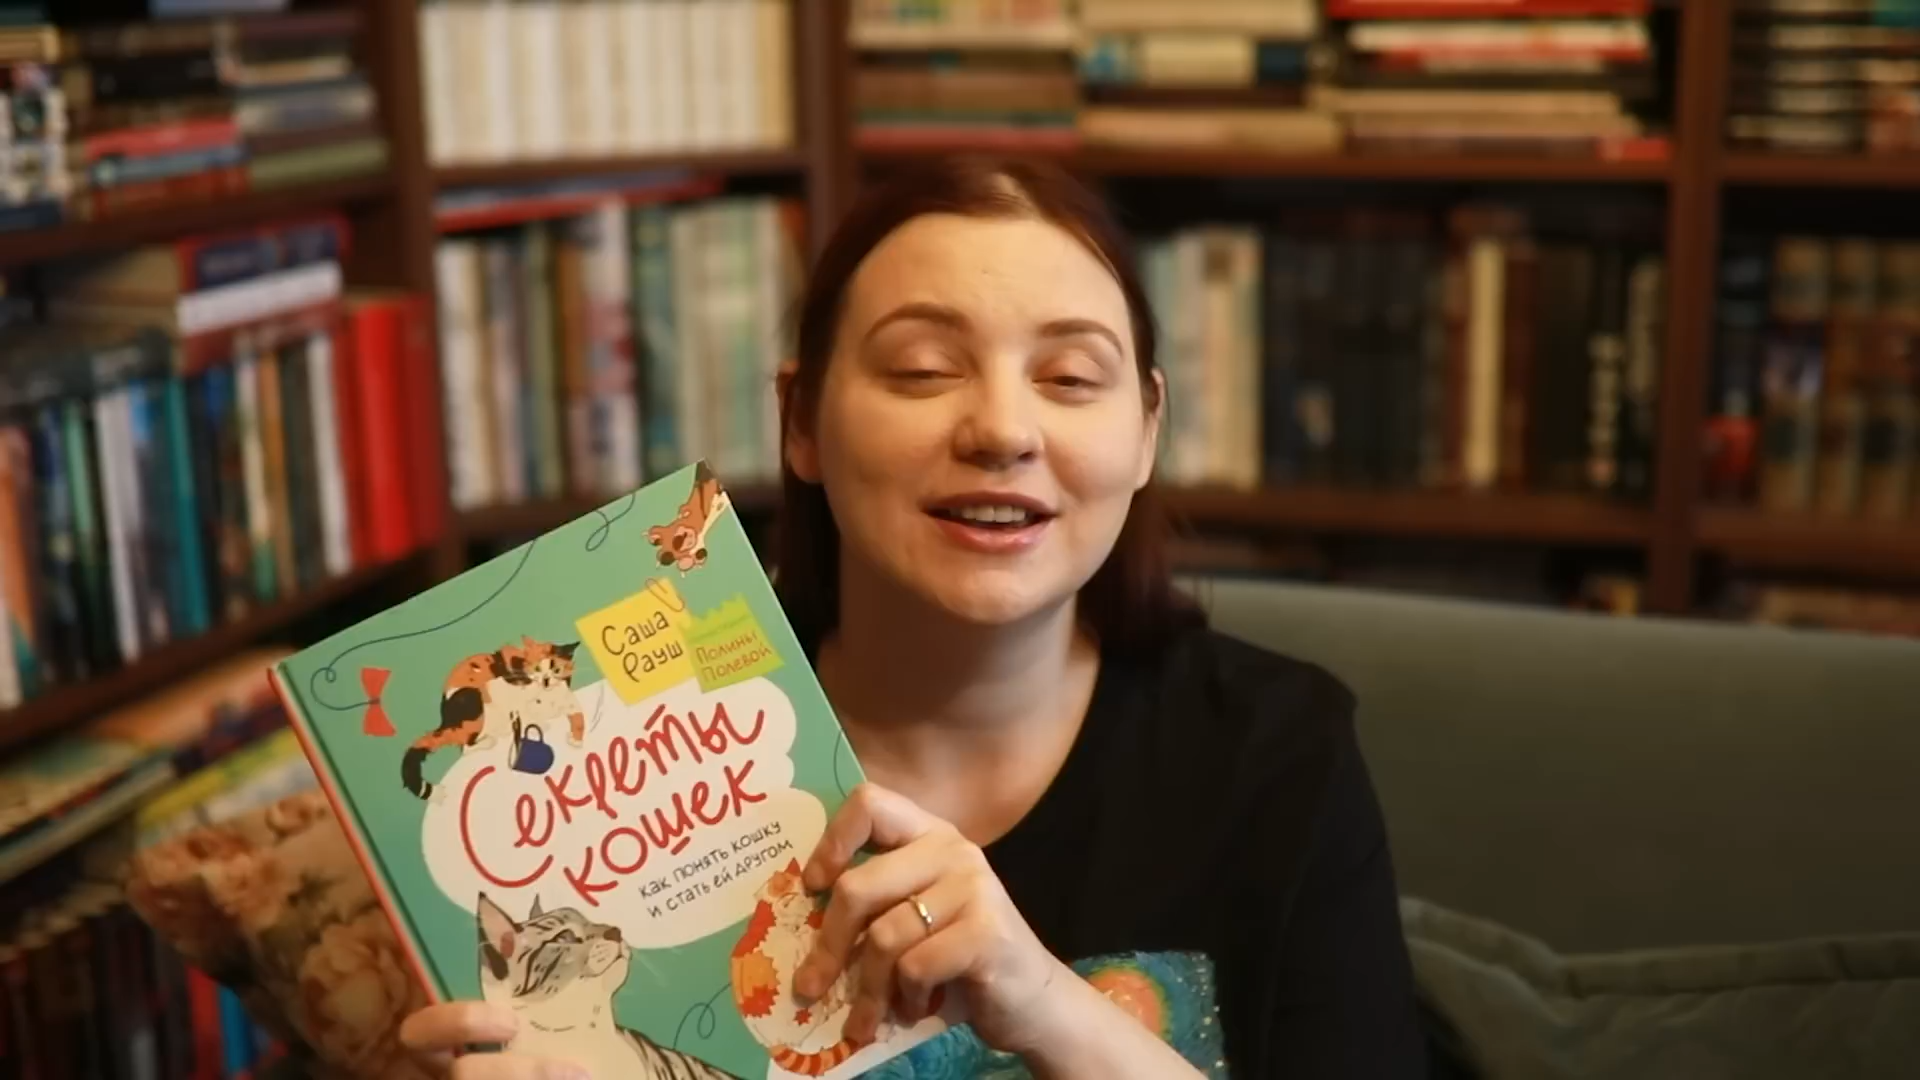 Саша
Рауш
Полины
Полевой
Секреты
кошек
как понять кошку
и стать ей другом